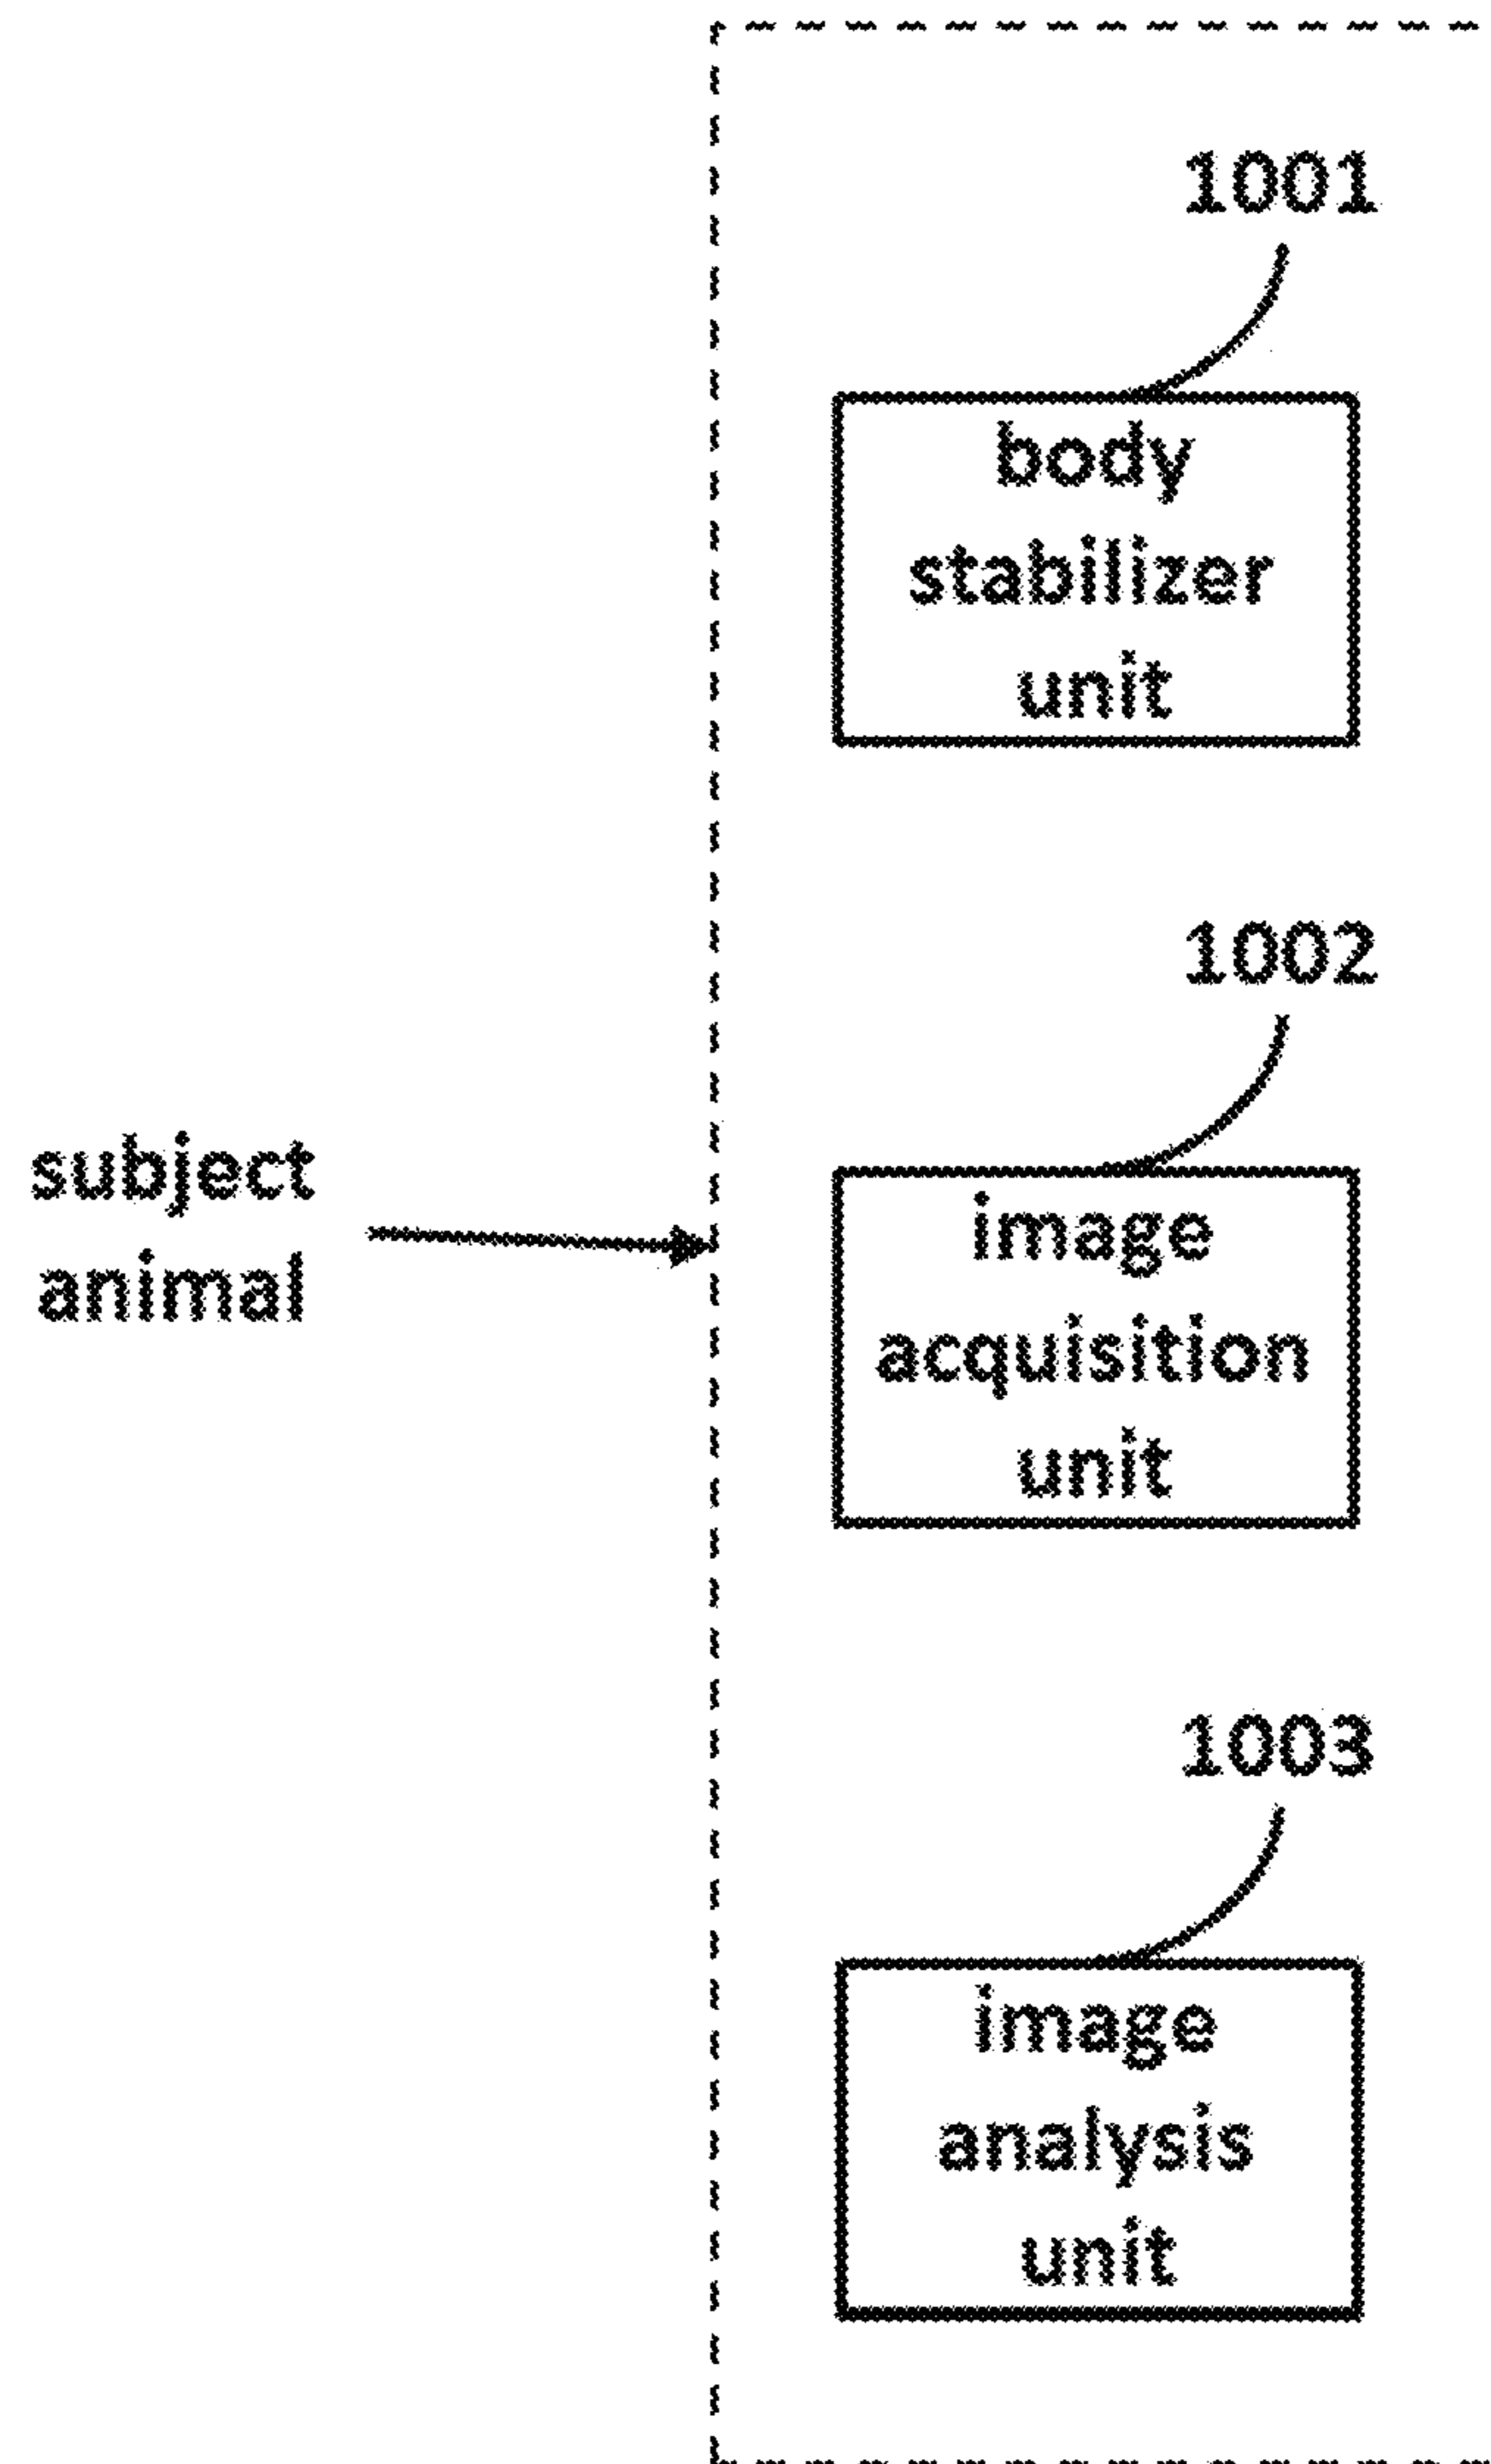 1001
body
stabilizer
unit
1002
subject
animal
image
acquisition
unit
1003
image
analysis
unit